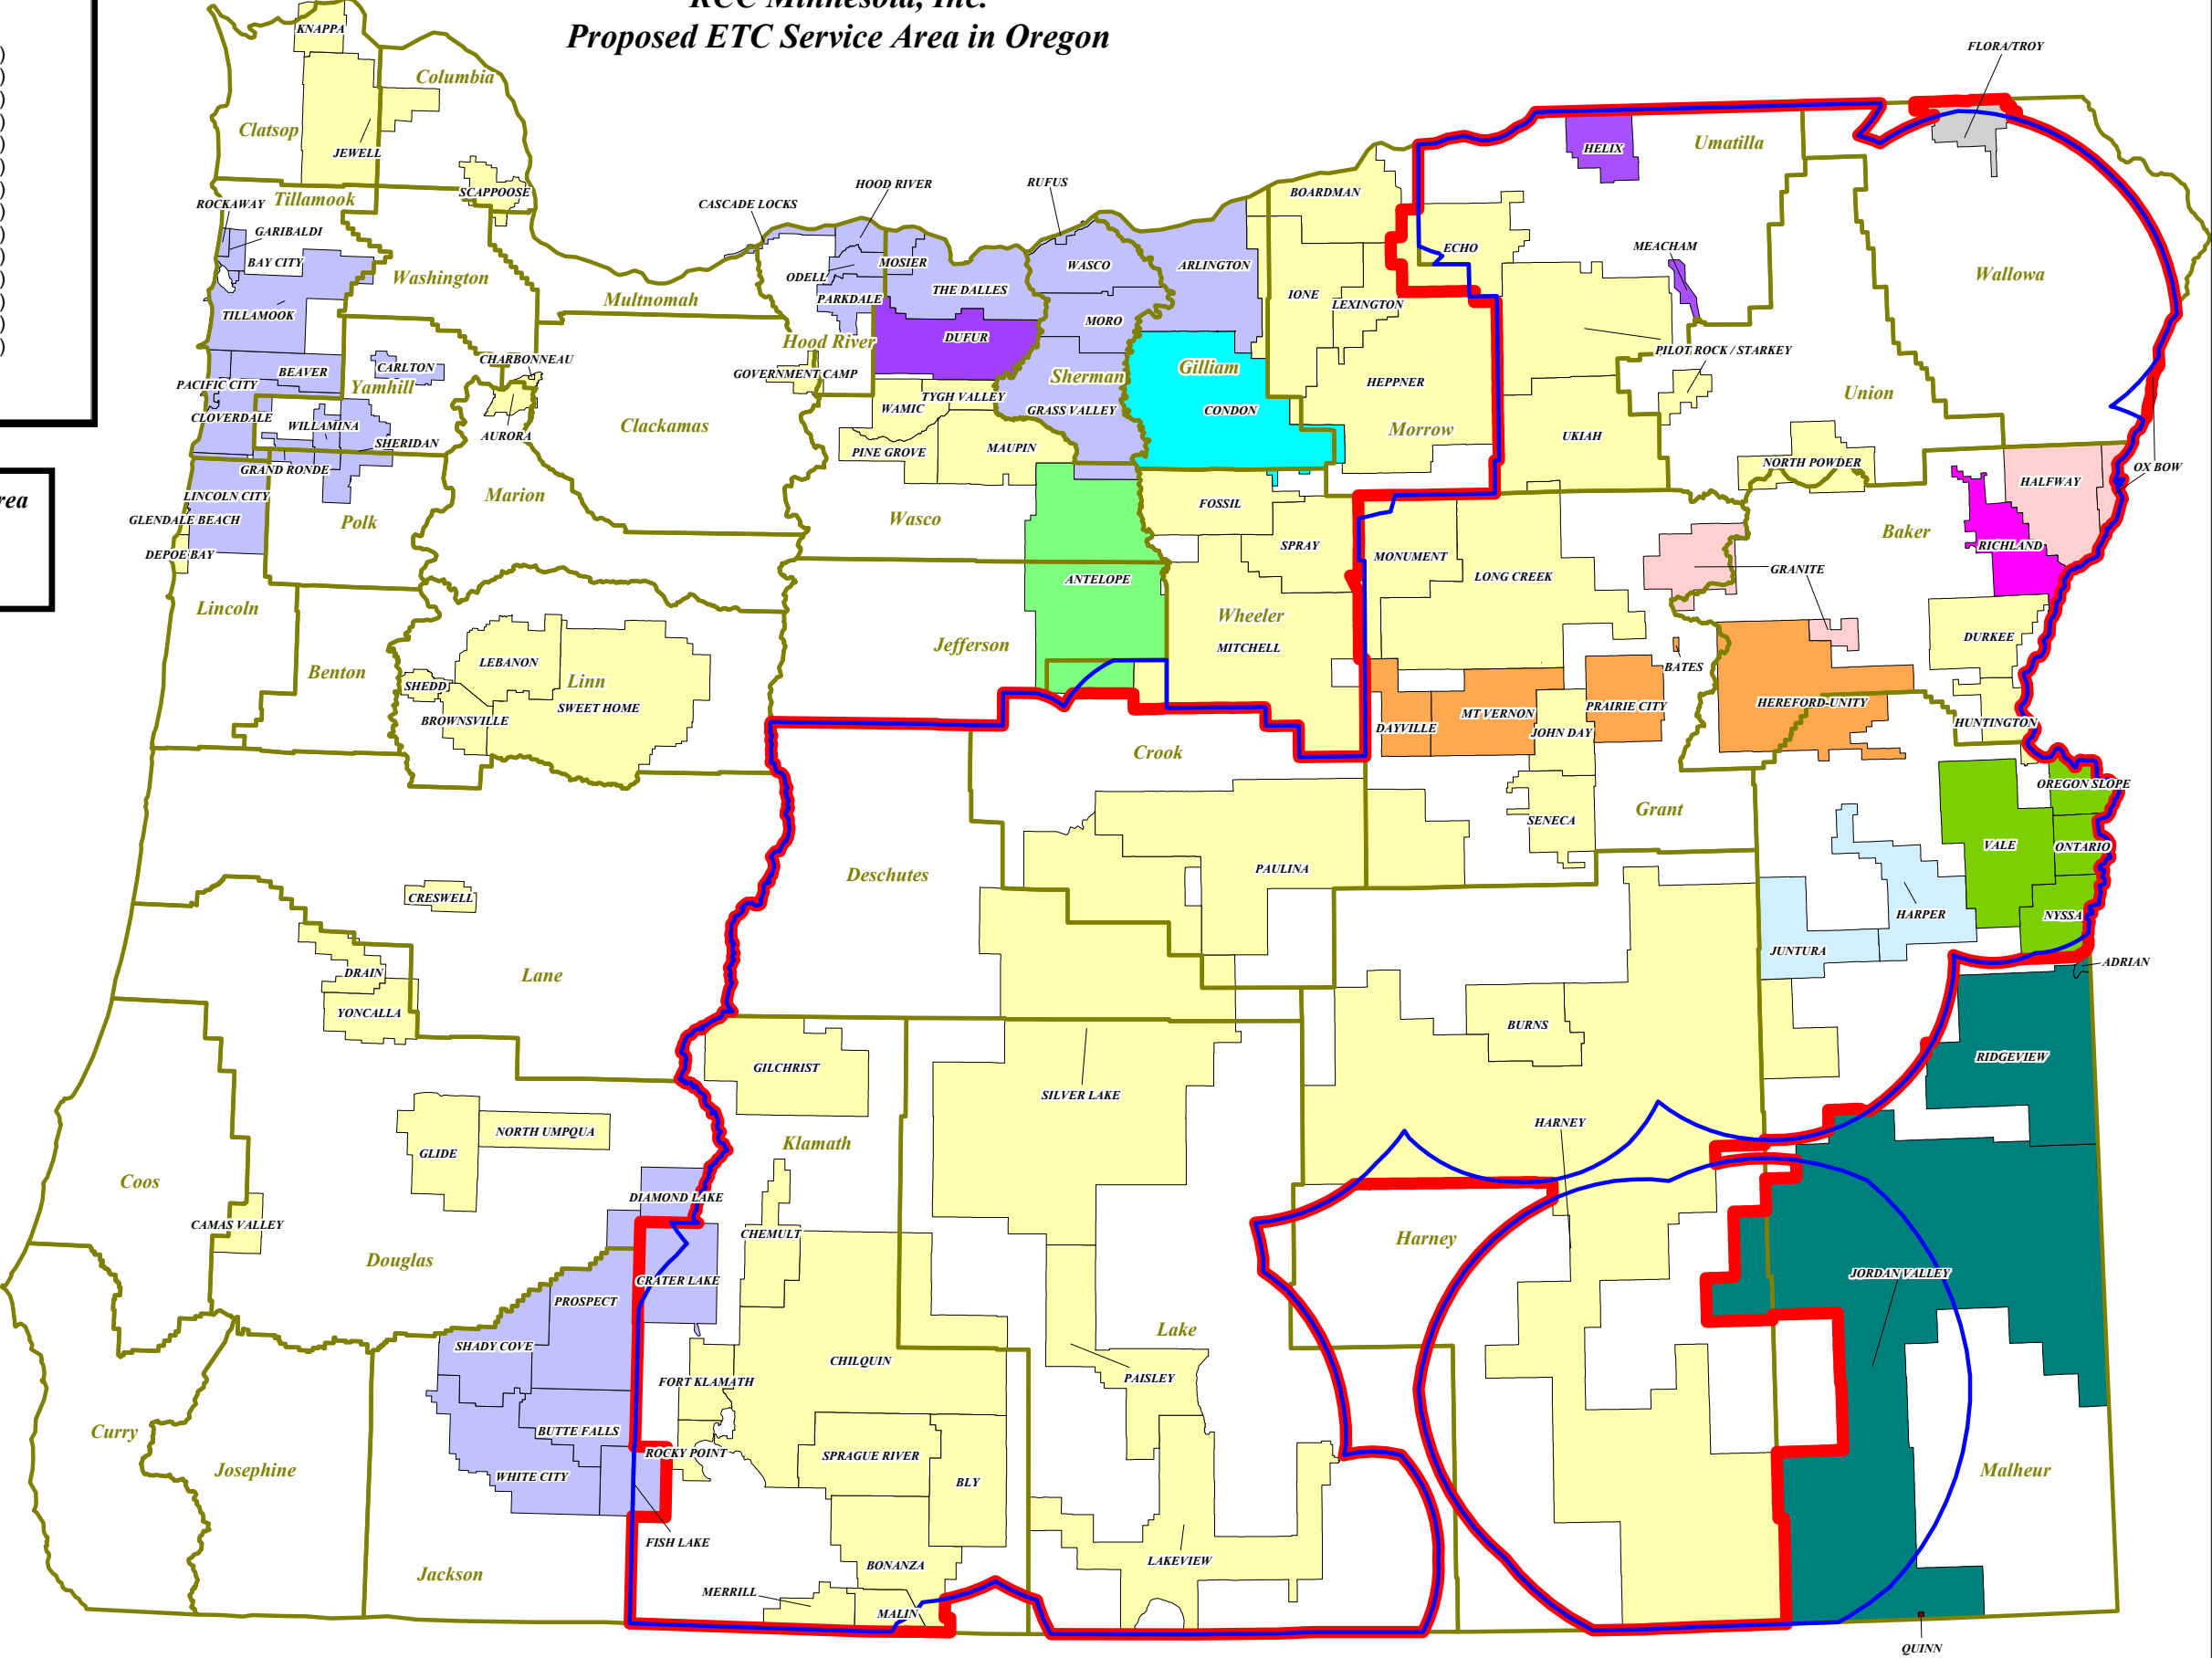 RCC Minnesota, Inc.
Proposed ETC Service Area in Oregon
)
)
)
)
)
)
)
)
)
)
)
)
)
)
rea
KNAPPA
Columbia
FLORA/TROY
Clatsop
JEWELL
HELIX
Umatilla
SCAPPOOSE
HOOD RIVER
RUFUS
BOARDMAN
Tillamook
ROCKAWAY
CASCADE LOCKS
GARIBALDI
BAY CITY
ECHO
MEACHAM
Washington
ODELL
MOSIER
WASCO
ARLINGTON
Wallowa
Multnomah
PARKDALE
THE DALLES
IONE
LEXINGTON
TILLAMOOK
MORO
DUFUR
Hood River
PILOT ROCK / STARKEY
CHARBONNEAU
CARLTON
BEAVER
GOVERNMENT CAMP
Sherman
Gilliam
PACIFIC CITY
Yamhill
HEPPNER
Union
TYGH VALLEY
WAMIC
GRASS VALLEY
CONDON
CLOVERDALE
WILLAMINA
Clackamas
AURORA
Morrow
UKIAH
SHERIDAN
PINE GROVE
MAUPIN
NORTH POWDER
OX BOW
GRAND RONDE
HALFWAY
LINCOLN CITY
Marion
FOSSIL
GLENDALE BEACH
Polk
Wasco
Baker
DEPOE BAY
SPRAY
MONUMENT
RICHLAND
ANTELOPE
LONG CREEK
GRANITE
Lincoln
Wheeler
Jefferson
MITCHELL
DURKEE
LEBANON
Benton
BATES
SHEDD
Linn
SWEET HOME
BROWNSVILLE
PRAIRIE CITY
HEREFORD-UNITY
DAYVILLE
MT VERNON
JOHN DAY
HUNTINGTON
Crook
OREGON SLOPE
Grant
SENECA
VALE
ONTARIO
Deschutes
PAULINA
CRESWELL
HARPER
NYSSA
JUNTURA
ADRIAN
DRAIN
Lane
YONCALLA
BURNS
RIDGEVIEW
GILCHRIST
SILVER LAKE
HARNEY
NORTH UMPQUA
Klamath
GLIDE
Coos
DIAMOND LAKE
CAMAS VALLEY
CHEMULT
Harney
Douglas
CRATER LAKE
JORDAN VALLEY
PROSPECT
Lake
SHADY COVE
CHILQUIN
PAISLEY
FORT KLAMATH
Curry
BUTTE FALLS
ROCKY POINT
SPRAGUE RIVER
Josephine
WHITE CITY
BLY
Malheur
FISH LAKE
LAKEVIEW
BONANZA
Jackson
MERRILL
MALIN
QUINN